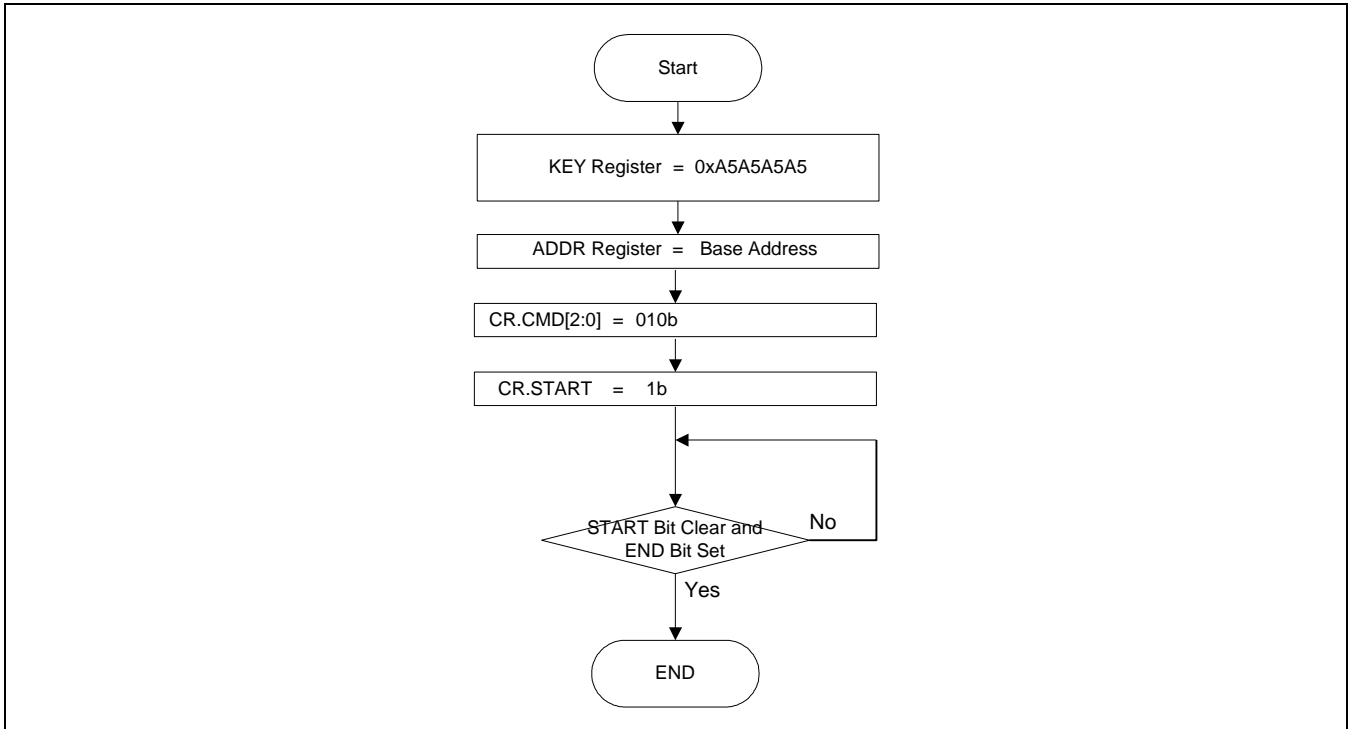 Start
KEY Register = 0xA5A5A5A5
ADDR Register = Base Address
CR.CMD[2:0] = 010b
CR.START = 1b
START Bit Clear and
END Bit Set
No
Yes
END